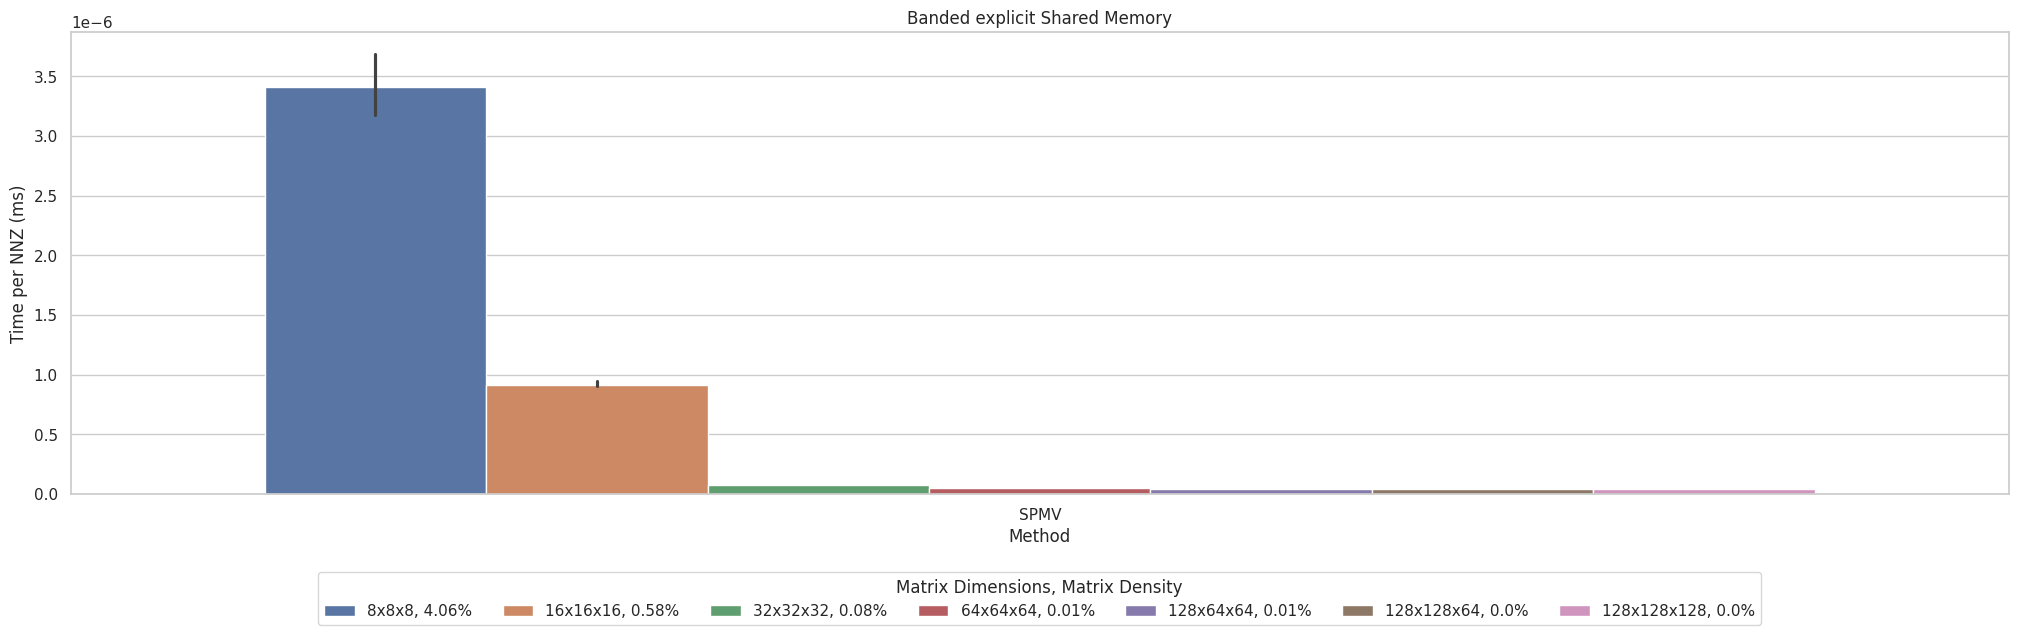 Banded explicit Shared Memory
1e−6
3.5
3.0
2.5
2.0
1.5
1.0
0.5
0.0
Time per NNZ (ms)
SPMV
Method
Matrix Dimensions, Matrix Density
8x8x8, 4.06% 16x16x16, 0.58% 32x32x32, 0.08% 64x64x64, 0.01% 128x64x64, 0.01% 128x128x64, 0.0% 128x128x128, 0.0%